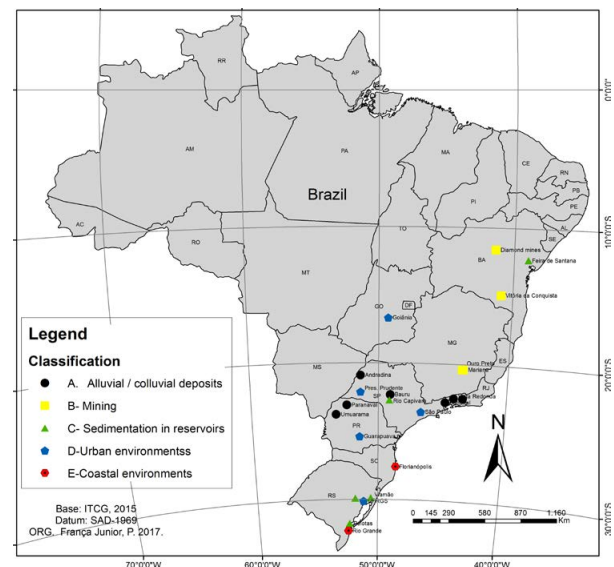 RR
AP
0°0'0"
AM
PA
MA
CE
RN
PB
PE
AL
SE
PI
Brazil
AC
RO
TO
10°0'0"S
Diamond mines
BA
Feira de Santana
MT
Vitória da Conquista
GO
DF
Goiânia
MG
ES
Ouro Preto
Mariana
20°0'0"S
MS
Andradina
Pres. Prudente
SP
Bauru
Rio Capivara
RJ
Redonda
Paranavaí
Umuarama
São Paulo
PR
Guarapuava
SC
Florianópolis
RS
Viamão
Pelotas
Rio Grande
30°0'0"S
Legend
Classification
A. Alluvial / colluvial deposits
B- Mining
C- Sedimentation in reservoirs
D-Urban environmentss
E-Coastal environments
Base: ITCG, 2015
Datum: SAD-1969
ORG. França Junior, P. 2017.
N
0 145 290 580 870 1.160
Km
70°0'0"W 60°0'0"W 50°0'0"W 40°0'0"W